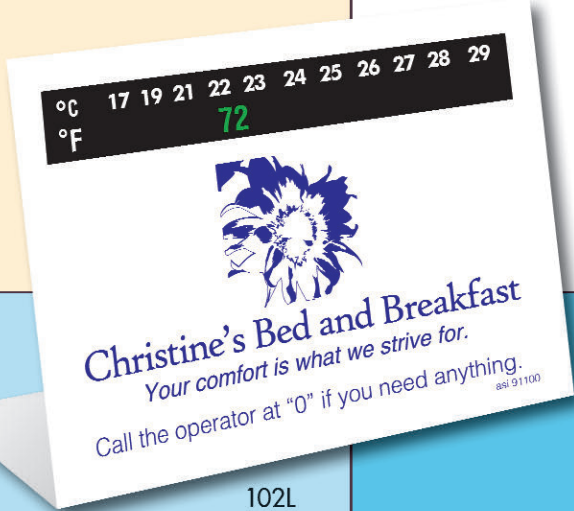 °C 17 19 21 22 23 24 25 26 27 28 29
°F 72
Christine's Bed and Breakfast
Your comfort is what we strive for.
Call the operator at “0” if you need anything.
asi 91100
102L